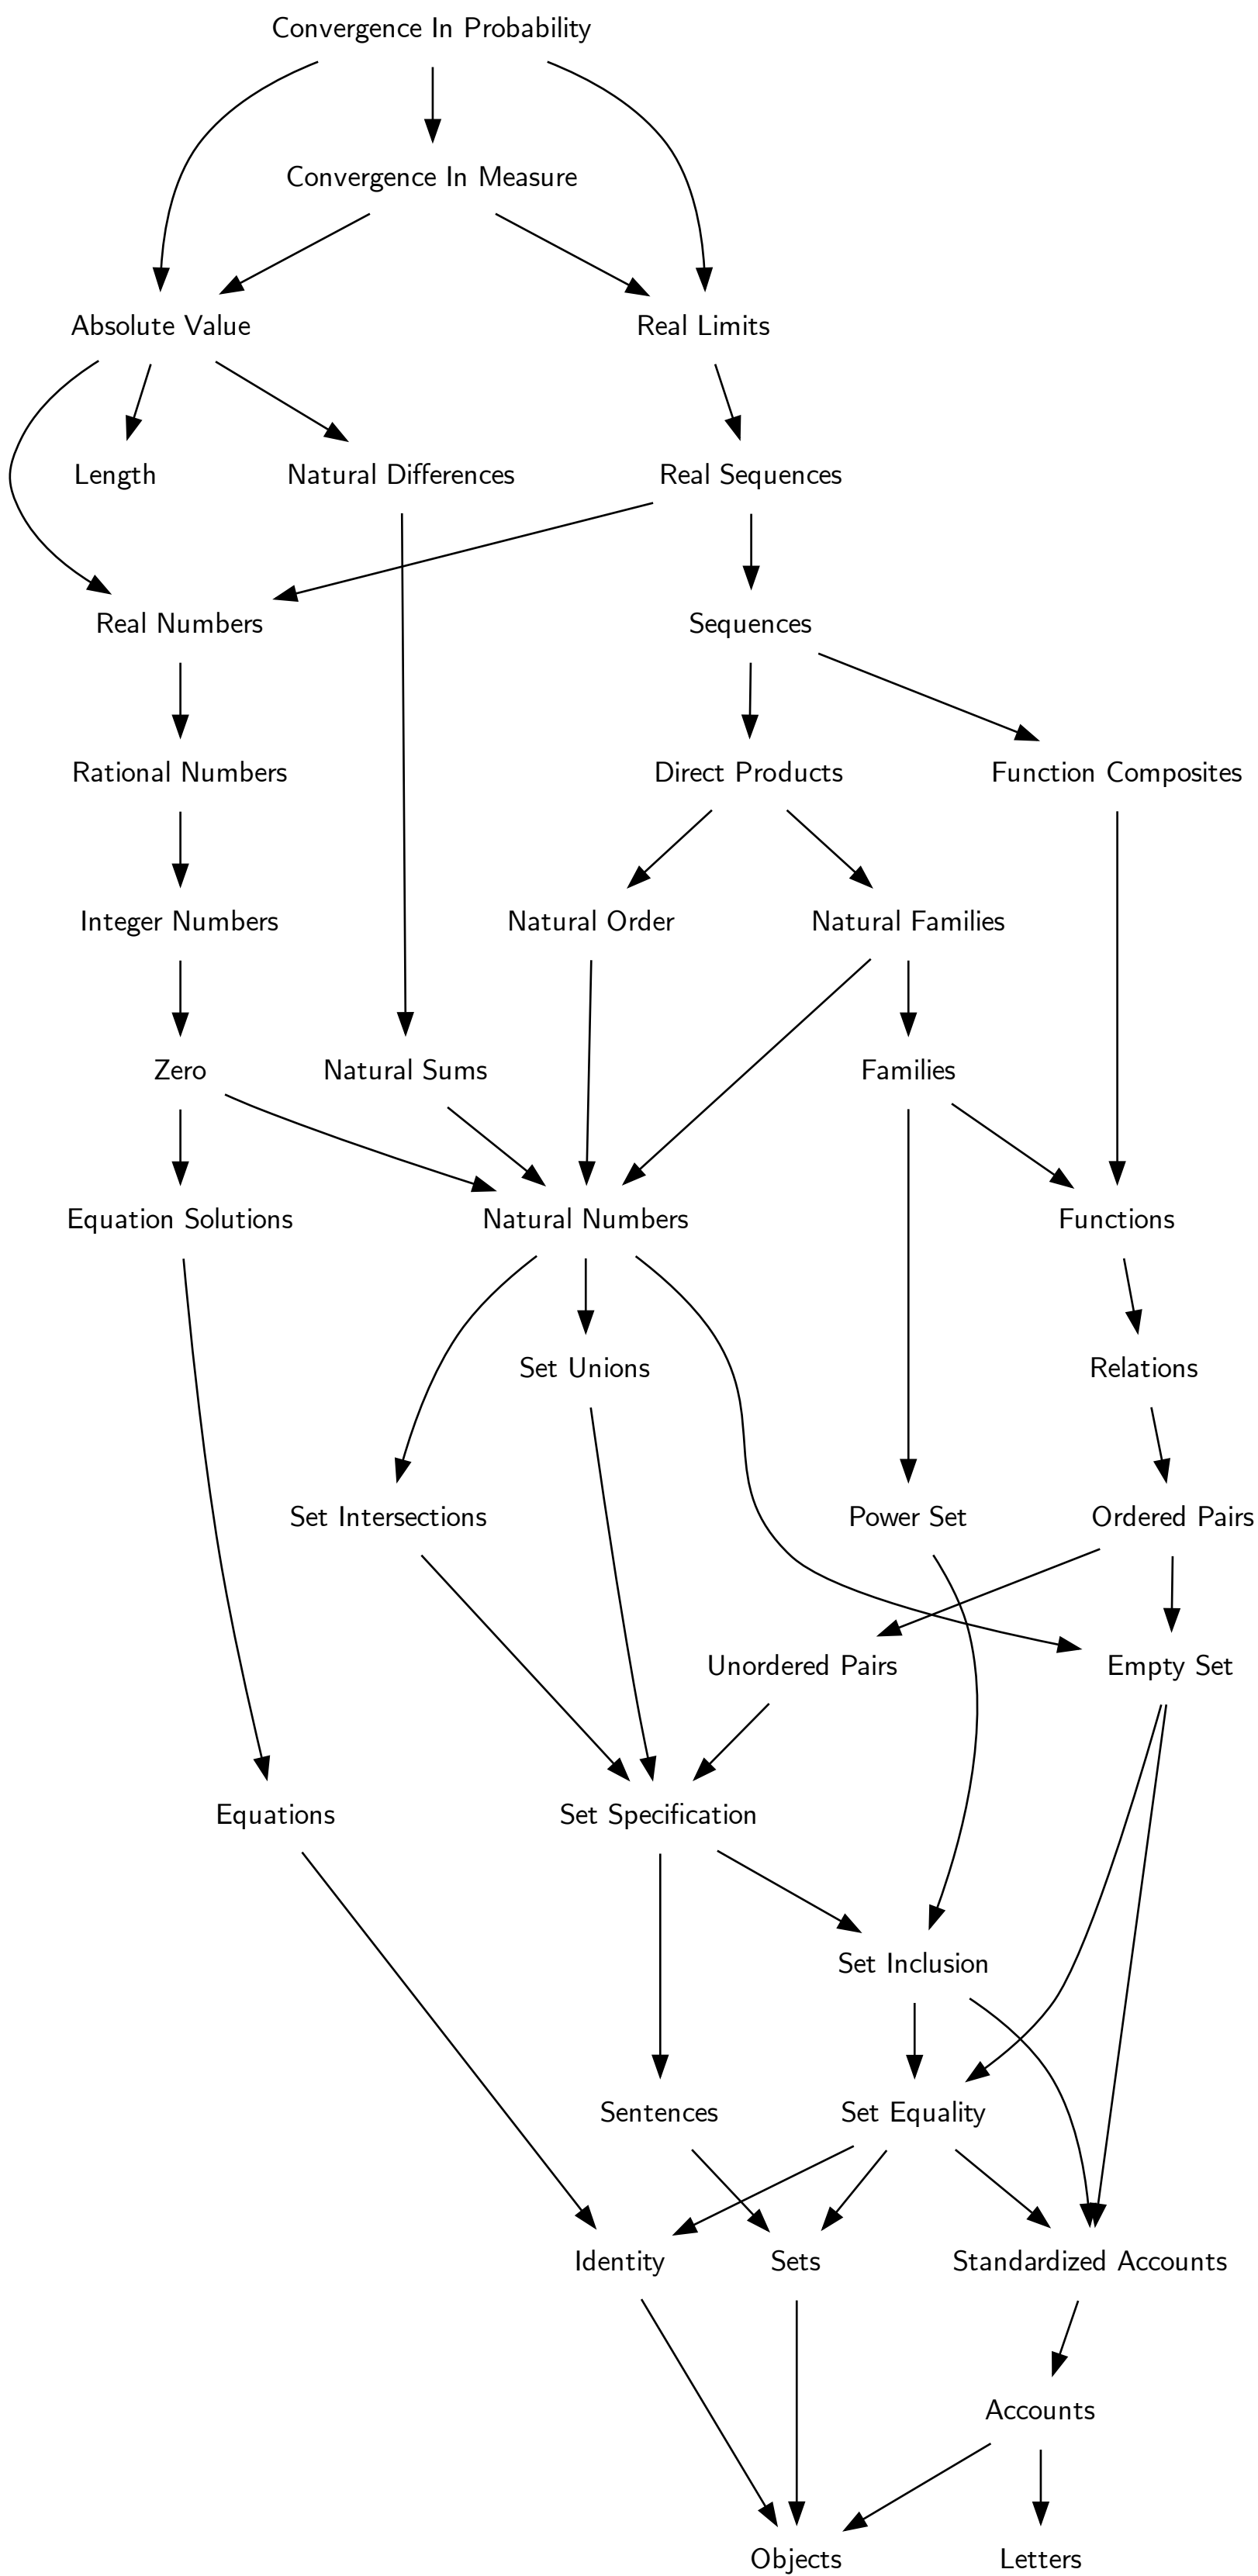 Convergence In Probability
Convergence In Measure
Absolute Value
Real Limits
Length
Natural Differences
Real Sequences
Real Numbers
Sequences
Rational Numbers
Direct Products
Function Composites
Integer Numbers
Natural Order
Natural Families
Zero
Natural Sums
Families
Equation Solutions
Natural Numbers
Functions
Set Unions
Relations
Set Intersections
Power Set
Ordered Pairs
Unordered Pairs
Empty Set
Equations
Set Specification
Set Inclusion
Sentences
Set Equality
Identity
Sets
Standardized Accounts
Accounts
Objects
Letters